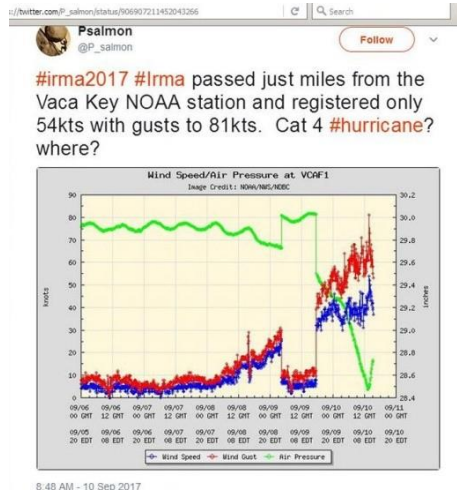 ://twitter.com/P_salmon/status/906907211452043266
Search
Psalmon
@P_salmon
Follow
#irma2017 #Irma passed just miles from the
Vaca Key NOAA station and registered only
54kts with gusts to 81kts.  Cat 4 #hurricane?
where?
Wind Speed/Air Pressure at VCAF1
Image Credit: NOAA/NWS/NDBC
90 30.2
80 30.0
70 29.8
60 29.6
50 29.4
40 29.2
30 29.0
20 28.8
10 28.6
0 28.4
knots
inches
09/06 09/06 09/07 09/07 09/08 09/08 09/09 09/09 09/10 09/10 09/11
00 GMT 12 GMT 00 GMT 12 GMT 00 GMT 12 GMT 00 GMT 12 GMT 00 GMT 12 GMT 00 GMT
09/05 09/06 09/06 09/07 09/07 09/08 09/08 09/09 09/09 09/10 09/10
20 EDT 08 EDT 20 EDT 08 EDT 20 EDT 08 EDT 20 EDT 08 EDT 20 EDT 08 EDT 20 EDT
Wind Speed Wind Gust Air Pressure
8:48 AM - 10 Sep 2017